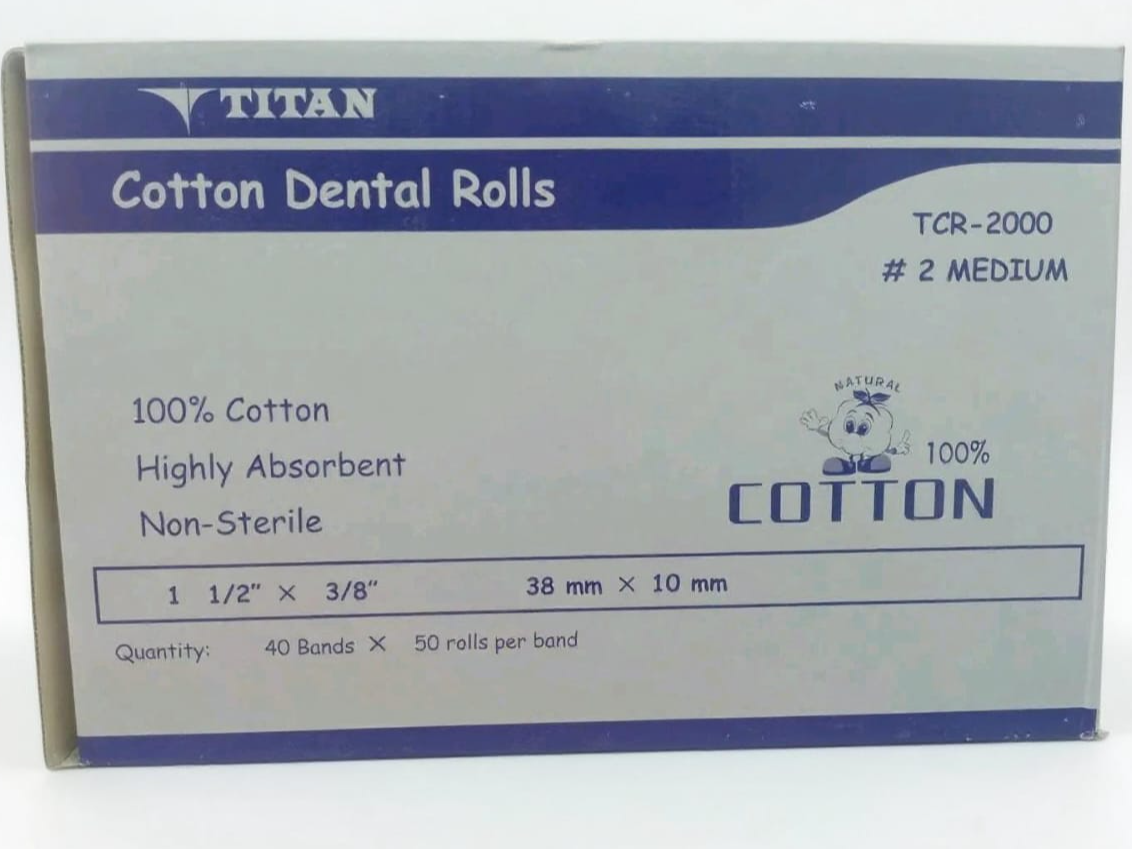 TITAN
Cotton Dental Rolls
TCR-2000
# 2 MEDIUM
100% Cotton
Highly Absorbent
Non-Sterile
NATURAL
100%
COTTON
1 1/2" × 3/8" 38 mm × 10 mm
Quantity: 40 Bands × 50 rolls per band